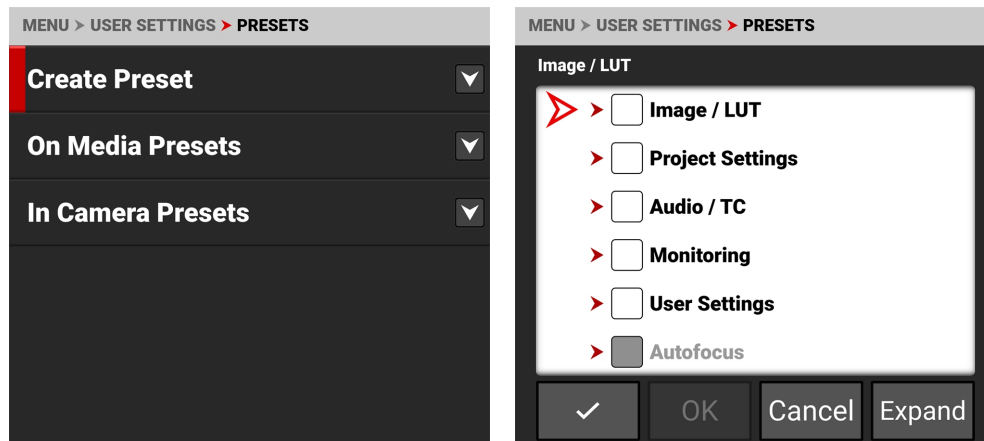 MENU > USER SETTINGS > PRESETS
Create Preset
On Media Presets
In Camera Presets
MENU > USER SETTINGS > PRESETS
Image / LUT
Image / LUT
Project Settings
Audio / TC
Monitoring
User Settings
Autofocus
OK
Cancel
Expand